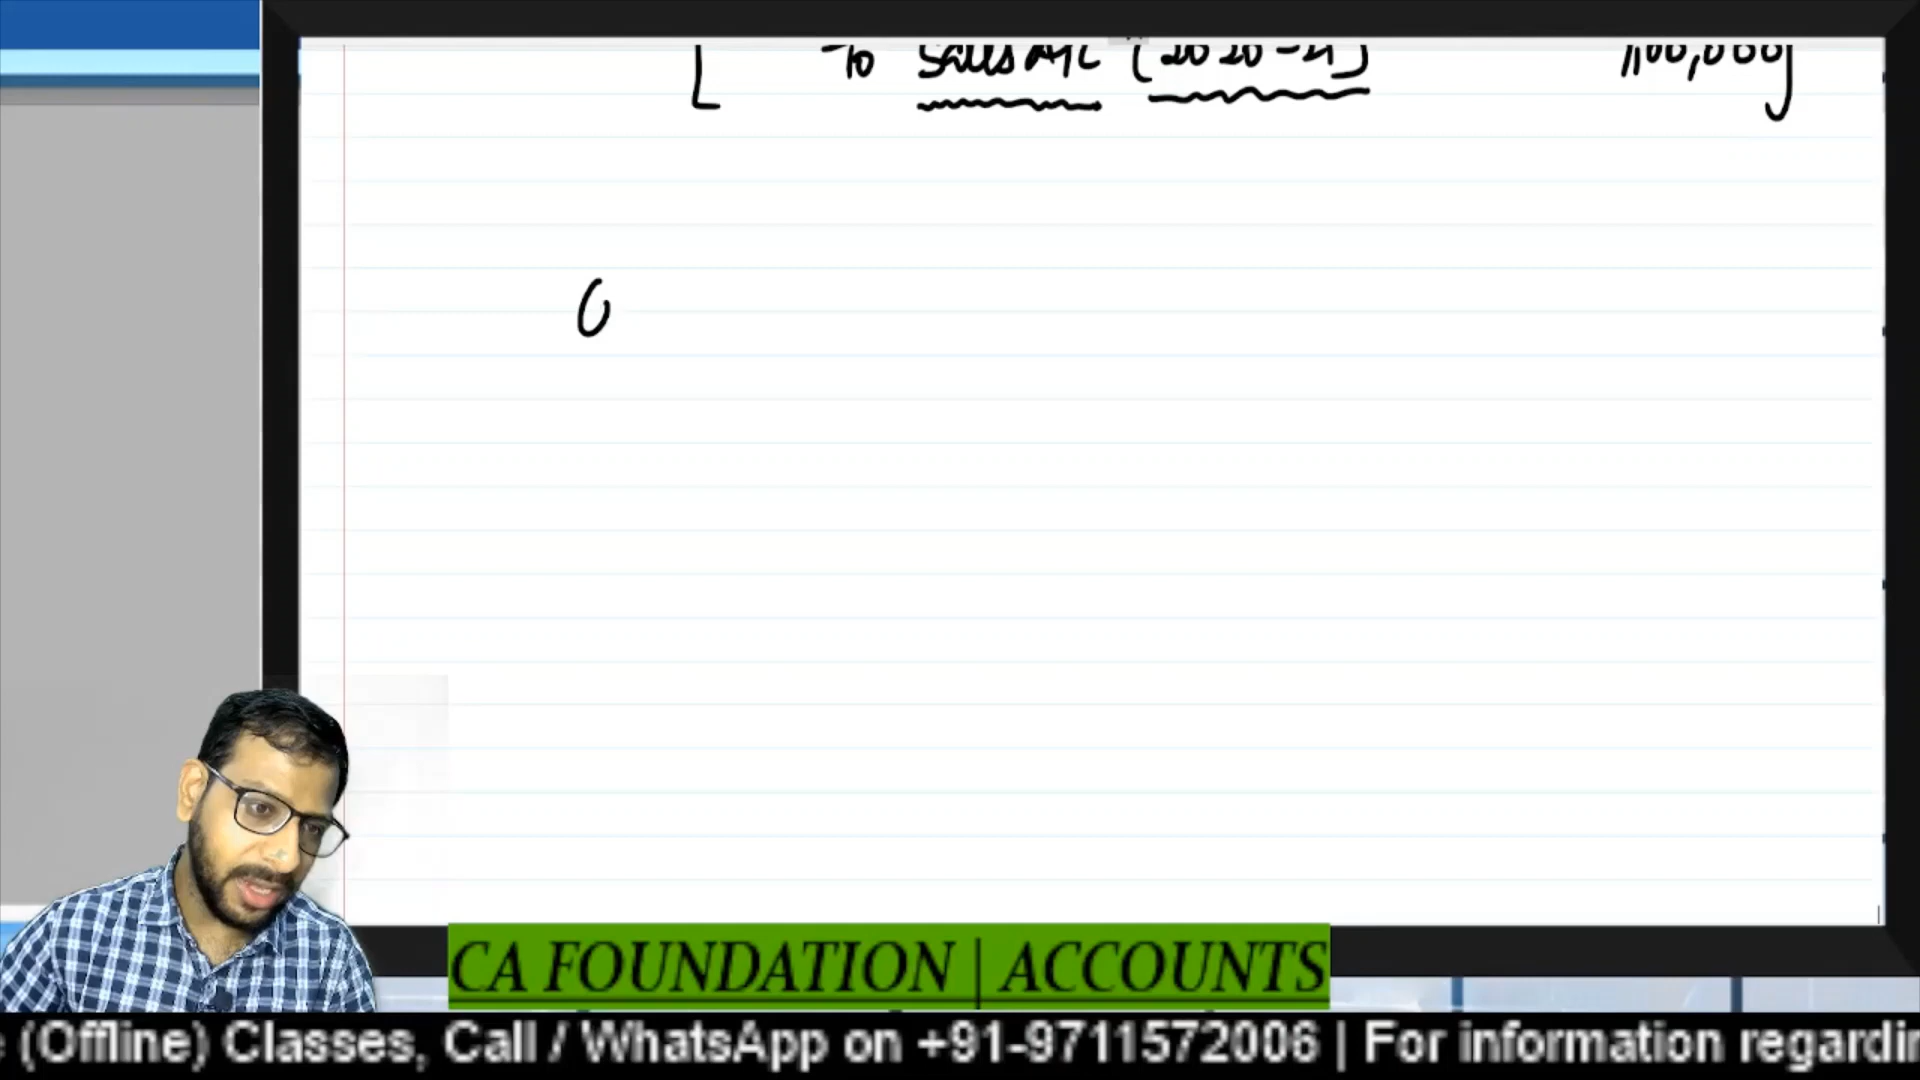 To Sales A/C (2020-21) 1,00,000
0
CA FOUNDATION | ACCOUNTS
(Offline) Classes, Call / WhatsApp on +91-9711572006 | For information regardin